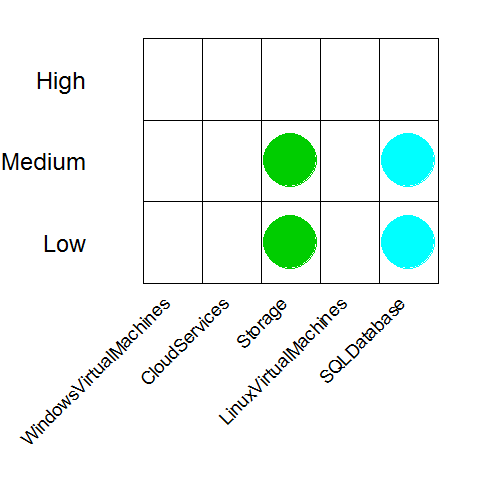 High
Medium
Low
WindowsVirtualMachines
CloudServices
Storage
LinuxVirtualMachines
SQLDatabase